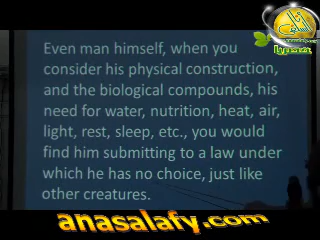 Even man himself, when you
consider his physical construction,
and the biological compounds, his
need for water, nutrition, heat, air,
light, rest, sleep, etc., you would
find him submitting to a law under
which he has no choice, just like
other creatures.
anasalafy.com